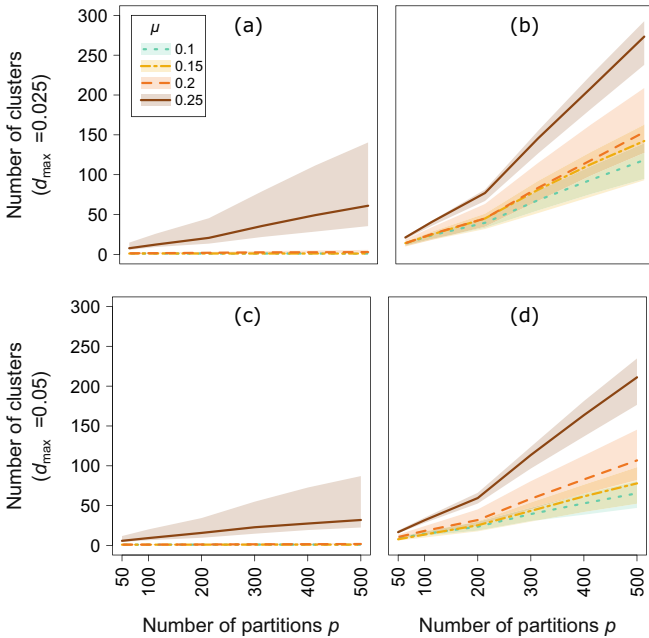 (a)
(b)
μ
0.1
0.15
0.2
0.25
Number of clusters
(dmax =0.025)
300
250
200
150
100
50
0
(c)
(d)
Number of clusters
(dmax =0.05)
300
250
200
150
100
50
0
50 100 200 300 400 500
50 100 200 300 400 500
Number of partitions p
Number of partitions p